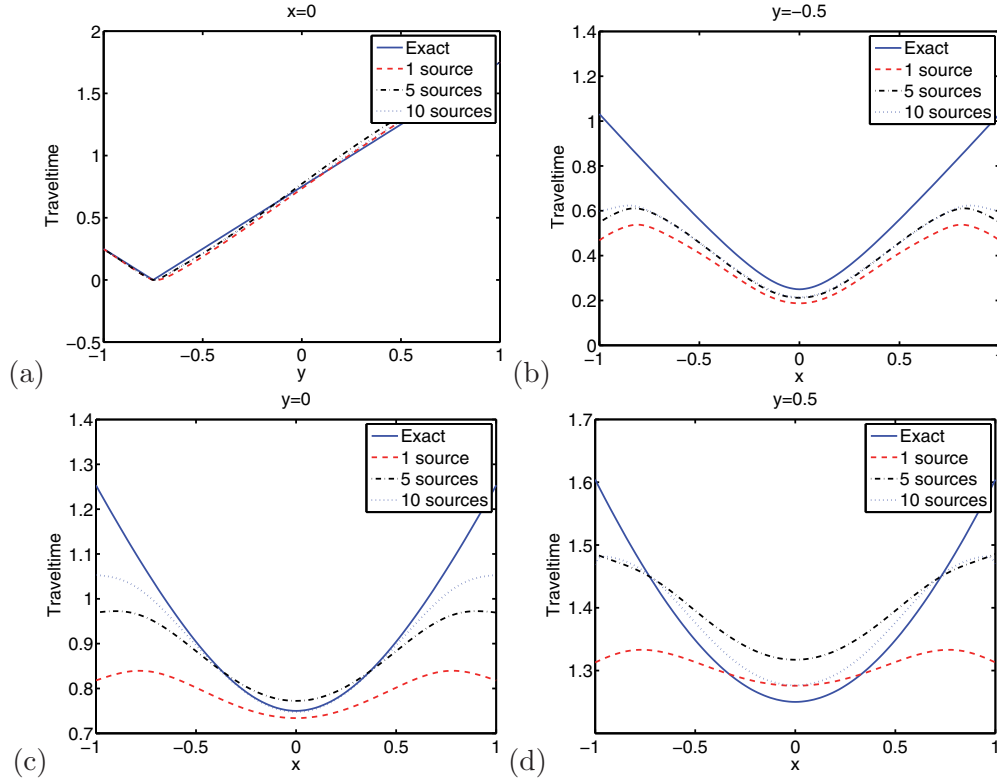 x=0
2
1.5
1
0.5
0
−0.5
Traveltime
Exact
1 source
5 sources
10 sources
−1 −0.5 0 0.5 1
y
(a)
y=−0.5
1.4
1.2
1
0.8
0.6
0.4
0.2
0
Traveltime
Exact
1 source
5 sources
10 sources
−1 −0.5 0 0.5 1
x
(b)
y=0
1.4
1.3
1.2
1.1
1
0.9
0.8
0.7
Traveltime
Exact
1 source
5 sources
10 sources
−1 −0.5 0 0.5 1
x
(c)
y=0.5
1.7
1.6
1.5
1.4
1.3
Traveltime
Exact
1 source
5 sources
10 sources
−1 −0.5 0 0.5 1
x
(d)